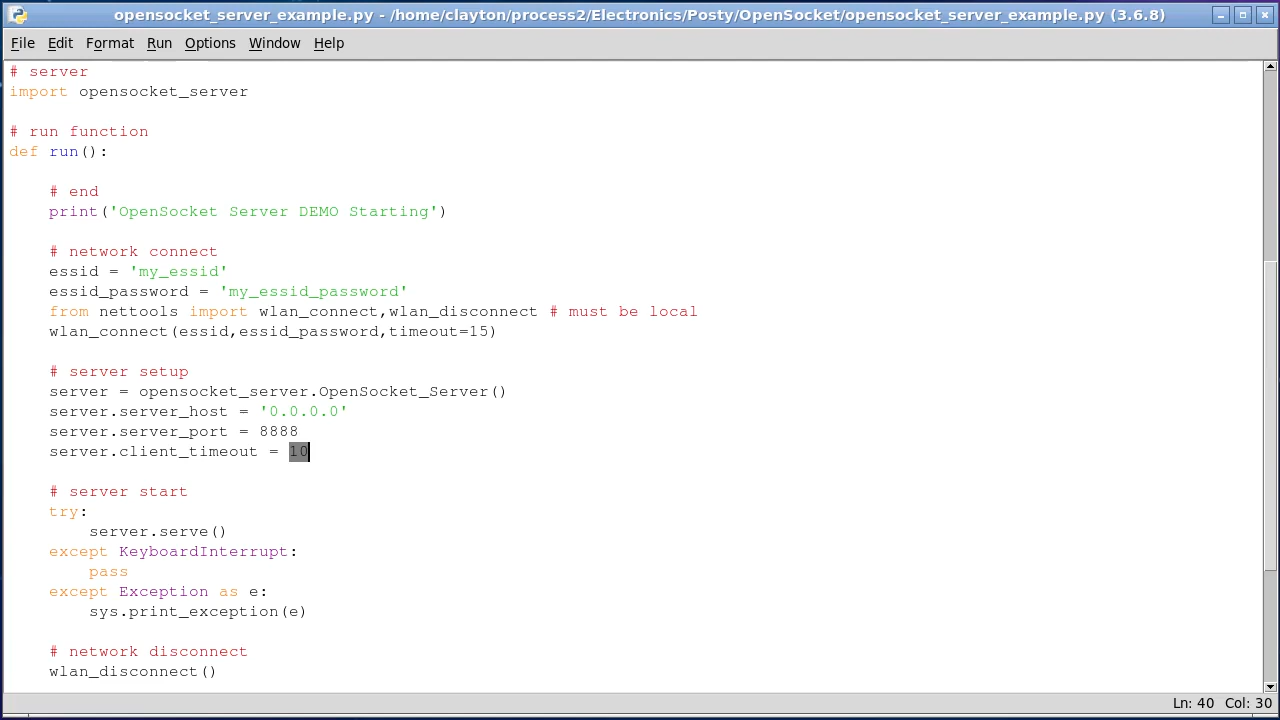 opensocket_server_example.py - /home/clayton/process2/Electronics/Posty/OpenSocket/opensocket_server_example.py (3.6.8)
File Edit Format Run Options Window Help
# server
import opensocket_server
# run function
def run():
    # end
    print('OpenSocket Server DEMO Starting')
    # network connect
    essid = 'my_essid'
    essid_password = 'my_essid_password'
    from nettools import wlan_connect,wlan_disconnect # must be local
    wlan_connect(essid,essid_password,timeout=15)
    # server setup
    server = opensocket_server.OpenSocket_Server()
    server.server_host = '0.0.0.0'
    server.server_port = 8888
    server.client_timeout = 10
    # server start
    try:
        server.serve()
    except KeyboardInterrupt:
        pass
    except Exception as e:
        sys.print_exception(e)
    # network disconnect
    wlan_disconnect()
Ln: 40 Col: 30